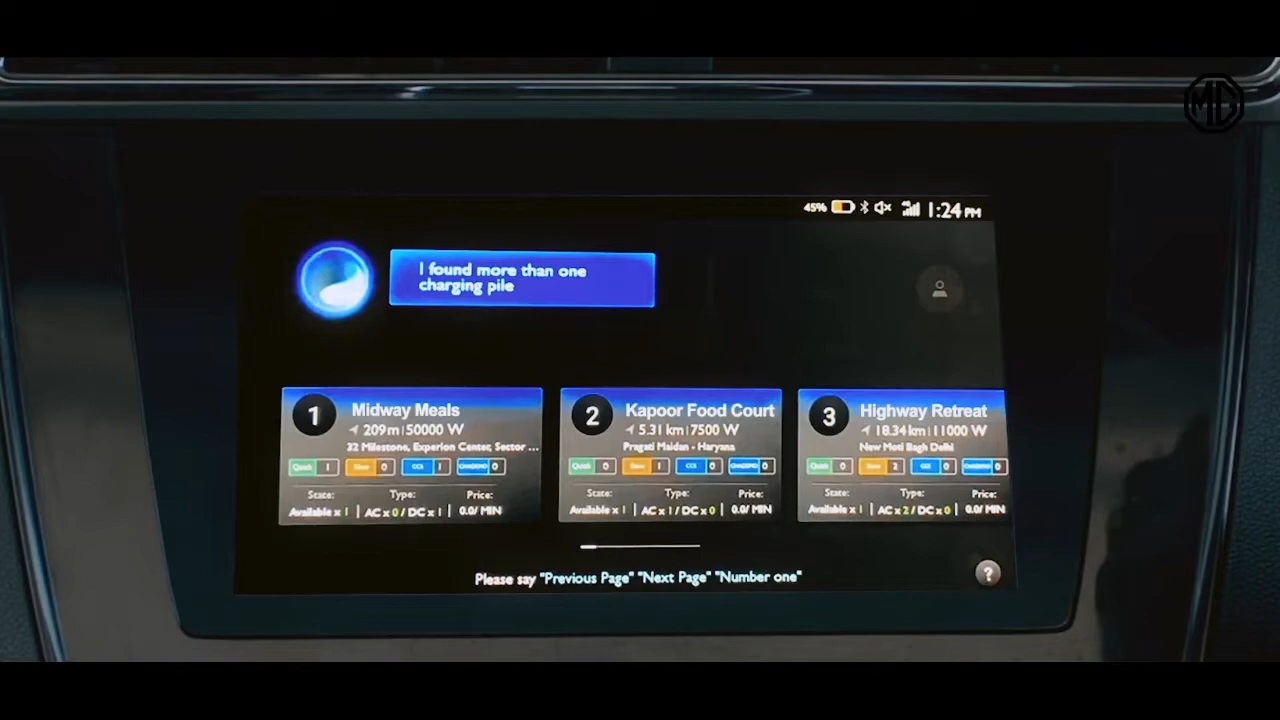 MG
45% 1:24 PM
I found more than one
charging pile
1 Midway Meals
209 m | 50000 W
32 Milestone, Experion Center, Sector ...
Quick 1 Slow 0 CCS 1 CHADEMO 0
State: Type: Price:
Available x 1 | AC x 0 / DC x 1 | 0.0/ MIN
2 Kapoor Food Court
5.31 km | 7500 W
Pragati Maidan - Haryana
Quick 0 Slow 1 CCS 0 CHADEMO 0
State: Type: Price:
Available x 1 | AC x 1 / DC x 0 | 0.0/ MIN
3 Highway Retreat
18.34 km | 11000 W
New Moti Bagh Delhi
Quick 0 Slow 2 CCS 0 CHADEMO 0
State: Type: Price:
Available x 1 | AC x 2 / DC x 0 | 0.0/ MIN
Please say "Previous Page" "Next Page" "Number one"
?